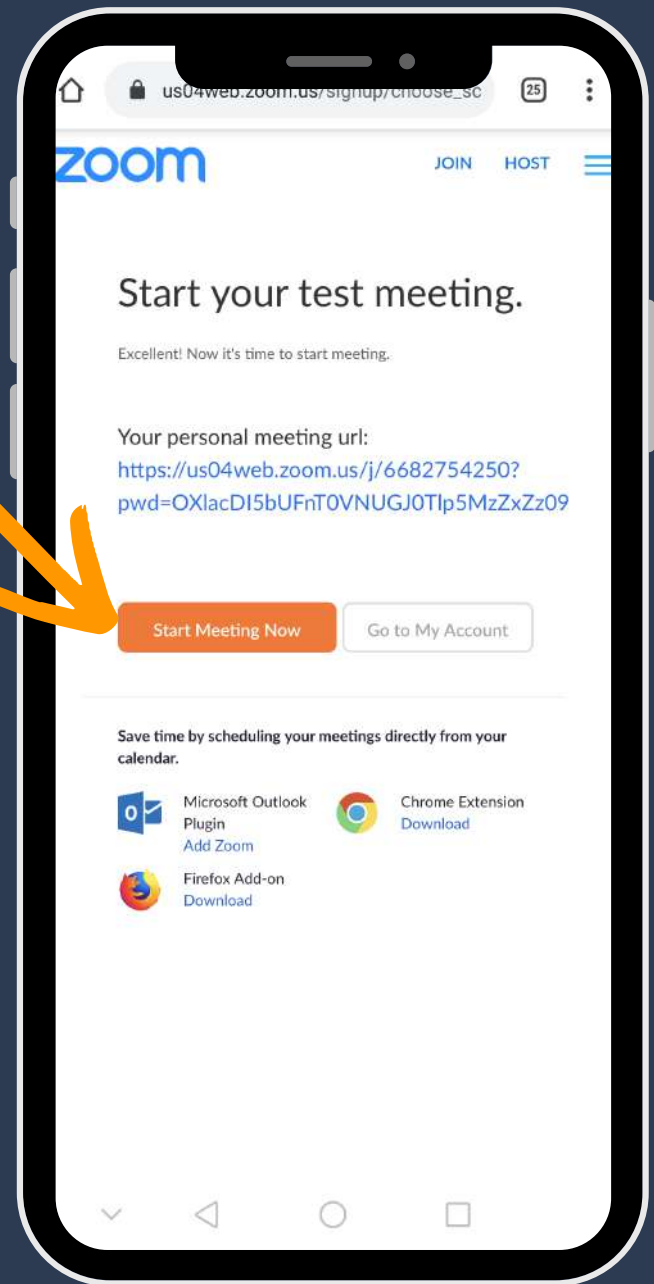 us04web.zoom.us/signup/choose_sc
25
zoom
JOIN HOST
Start your test meeting.
Excellent! Now it's time to start meeting.
Your personal meeting url:
https://us04web.zoom.us/j/6682754250?
pwd=OXlacDI5bUFnT0VNUGJ0Tlp5MzZxZz09
Start Meeting Now
Go to My Account
Save time by scheduling your meetings directly from your
calendar.
Microsoft Outlook
Plugin
Add Zoom
Chrome Extension
Download
Firefox Add-on
Download